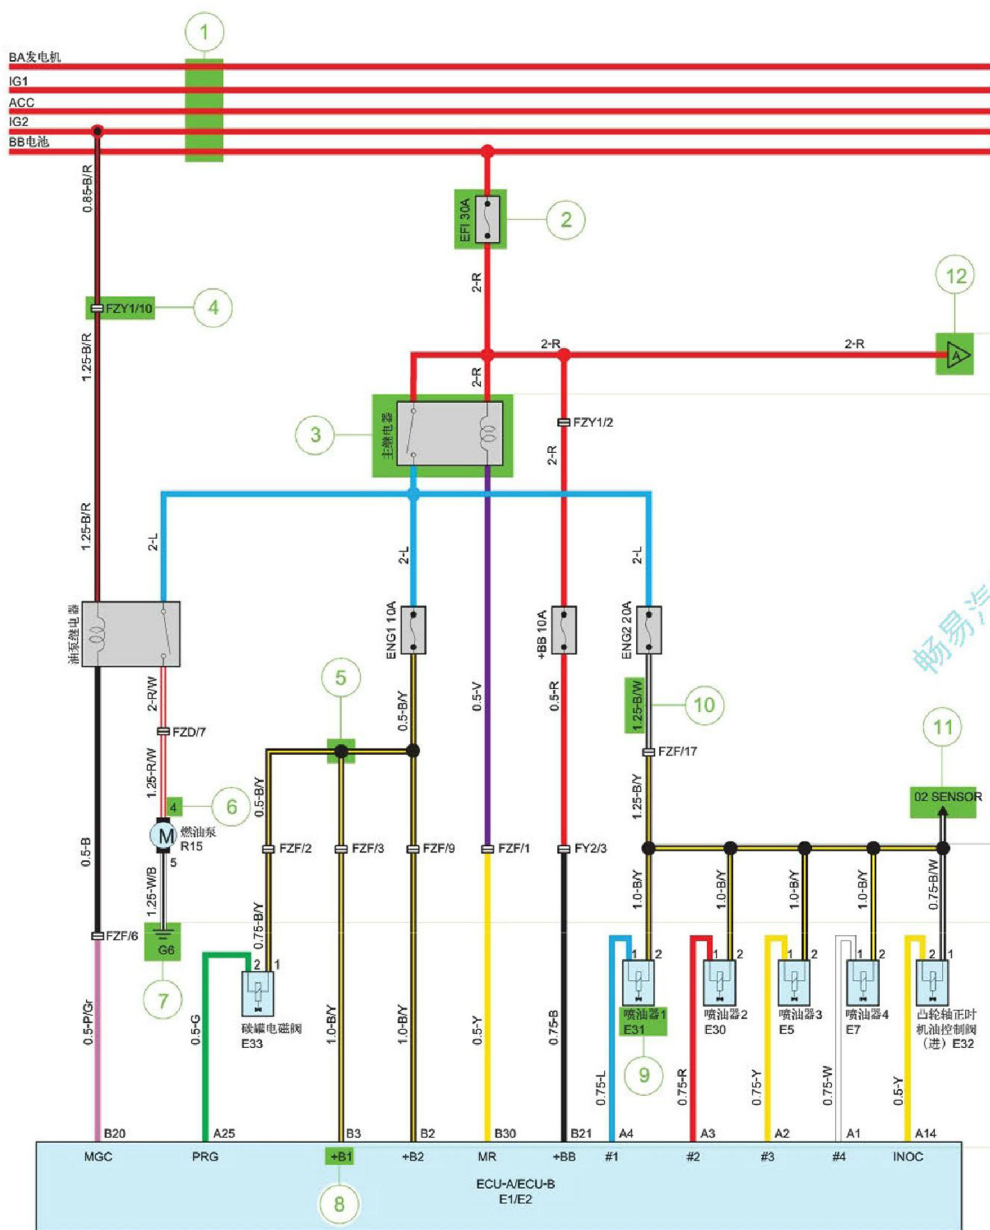 1
BA发电机
IG1
ACC
IG2
BB电池
0.85-B/R
EFI 30A
2
2-R
FZY1/10
4
12
1.25-B/R
2-R
2-R
A
2-R
3
主继电器
FZY1/2
2-R
1.25-B/R
2-L
2-L
2-L
油泵继电器
ENG1 10A
+BB 10A
ENG2 20A
畅易汽
2-R/W
5
0.5-B/Y
0.5-V
0.5-R
1.25-B/W
10
FZD/7
FZF/17
11
1.25-R/W
0.5-B/Y
1.25-B/Y
02 SENSOR
4
6
M
燃油泵
R15
5
0.5-B
FZF/2
FZF/3
FZF/9
FZF/1
FY2/3
1.25-W/B
0.75-B/Y
1.0-B/Y
1.0-B/Y
1.0-B/Y
0.75-B/W
FZF/6
G6
7
2 1
1 2
1 2
1 2
1 2
2 1
碳罐电磁阀
E33
喷油器1
E31
喷油器2
E30
喷油器3
E5
喷油器4
E7
凸轮轴正时
机油控制阀
(进) E32
9
0.5-P/Gr
0.5-G
1.0-B/Y
1.0-B/Y
0.5-Y
0.75-B
0.75-L
0.75-R
0.75-Y
0.75-W
0.5-Y
B20
A25
B3
B2
B30
B21
A4
A3
A2
A1
A14
MGC
PRG
+B1
+B2
MR
+BB
#1
#2
#3
#4
INOC
8
ECU-A/ECU-B
E1/E2